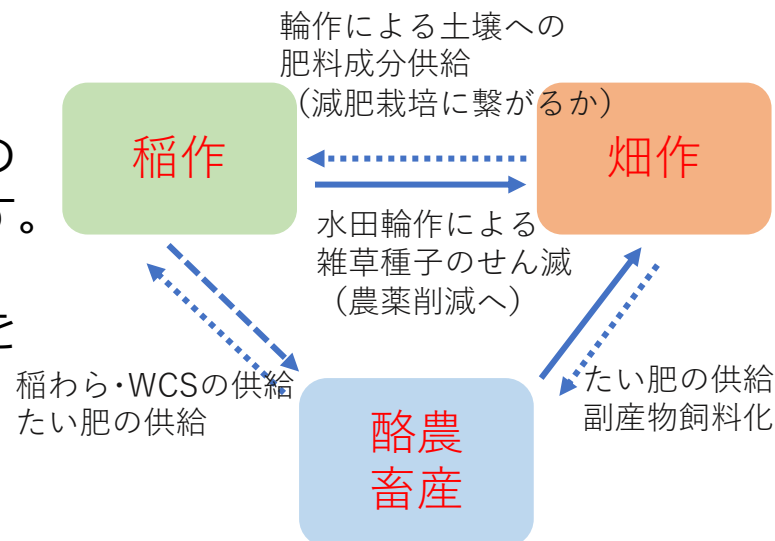 輪作による土壌への
肥料成分供給
（減肥栽培に繋がるか）
稲作
畑作
の
す。
水田輪作による
雑草種子のせん滅
（農薬削減へ）
を
稲わら・WCSの供給
たい肥の供給
たい肥の供給
副産物飼料化
酪農
畜産